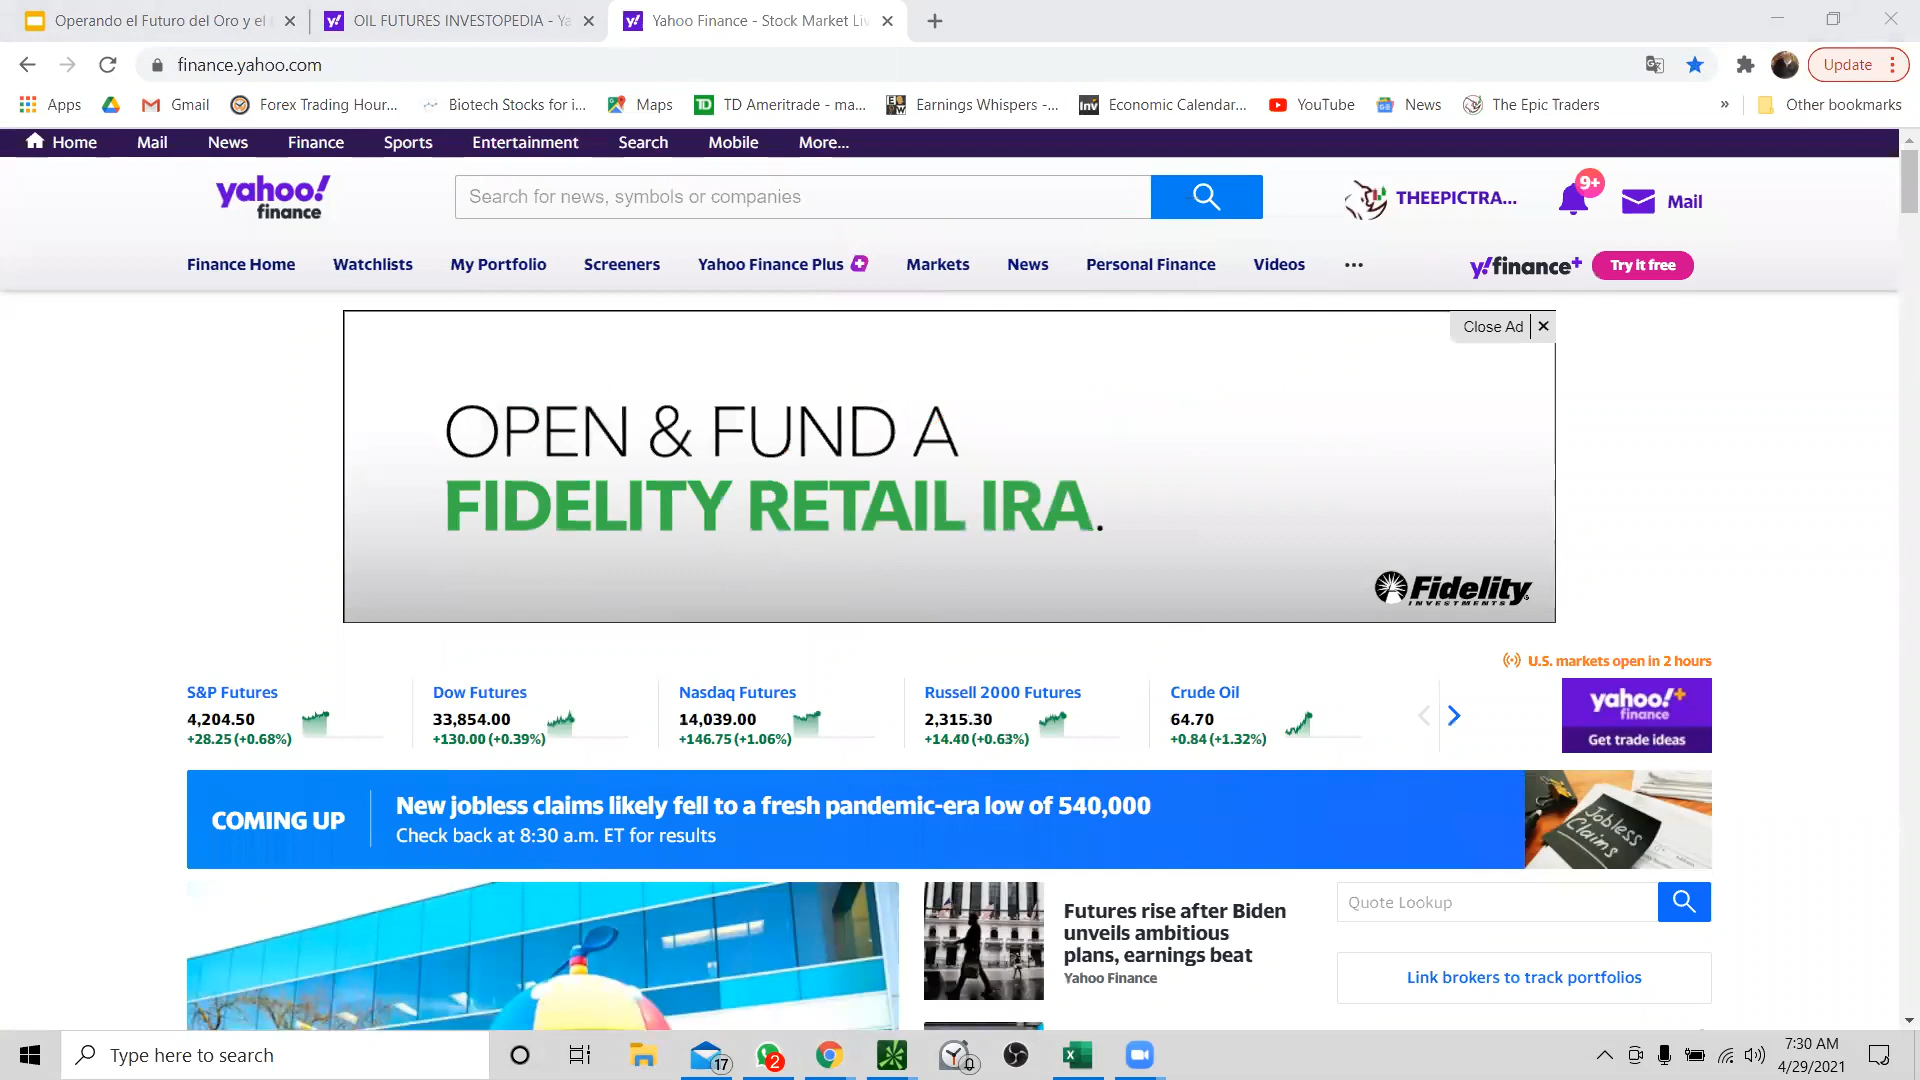 Operando el Futuro del Oro y el
OIL FUTURES INVESTOPEDIA - Ya
Yahoo Finance - Stock Market Liv
finance.yahoo.com
Update
Apps
Gmail
Forex Trading Hour...
Biotech Stocks for i...
Maps
TD Ameritrade - ma...
Earnings Whispers -...
Economic Calendar...
YouTube
News
The Epic Traders
»
Other bookmarks
Home
Mail
News
Finance
Sports
Entertainment
Search
Mobile
More...
yahoo!
finance
Search for news, symbols or companies
THEEPICTRA...
9+
Mail
Finance Home
Watchlists
My Portfolio
Screeners
Yahoo Finance Plus
Markets
News
Personal Finance
Videos
...
y!finance+
Try it free
Close Ad
OPEN & FUND A
FIDELITY RETAIL IRA.
Fidelity
INVESTMENTS
U.S. markets open in 2 hours
S&P Futures
4,204.50
+28.25 (+0.68%)
Dow Futures
33,854.00
+130.00 (+0.39%)
Nasdaq Futures
14,039.00
+146.75 (+1.06%)
Russell 2000 Futures
2,315.30
+14.40 (+0.63%)
Crude Oil
64.70
+0.84 (+1.32%)
yahoo!+
finance
Get trade ideas
COMING UP
New jobless claims likely fell to a fresh pandemic-era low of 540,000
Check back at 8:30 a.m. ET for results
Jobless
Claims
Futures rise after Biden
unveils ambitious
plans, earnings beat
Yahoo Finance
Quote Lookup
Link brokers to track portfolios
Type here to search
17
2
0
7:30 AM
4/29/2021